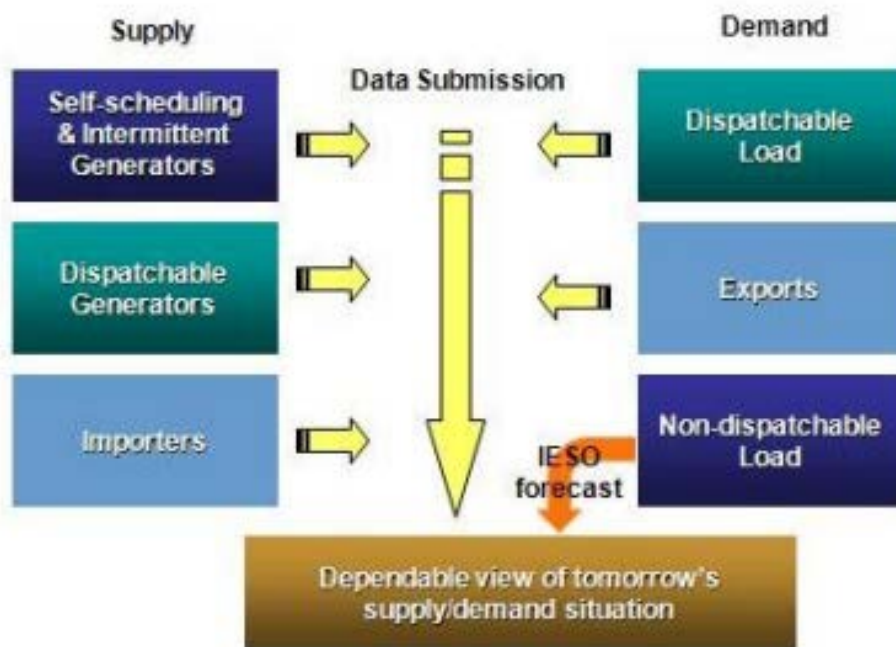 Supply
Demand
Data Submission
Self-scheduling
& Intermittent
Generators
Dispatchable
Load
Dispatchable
Generators
Exports
Importers
Non-dispatchable
Load
IESO
forecast
Dependable view of tomorrow's
supply/demand situation